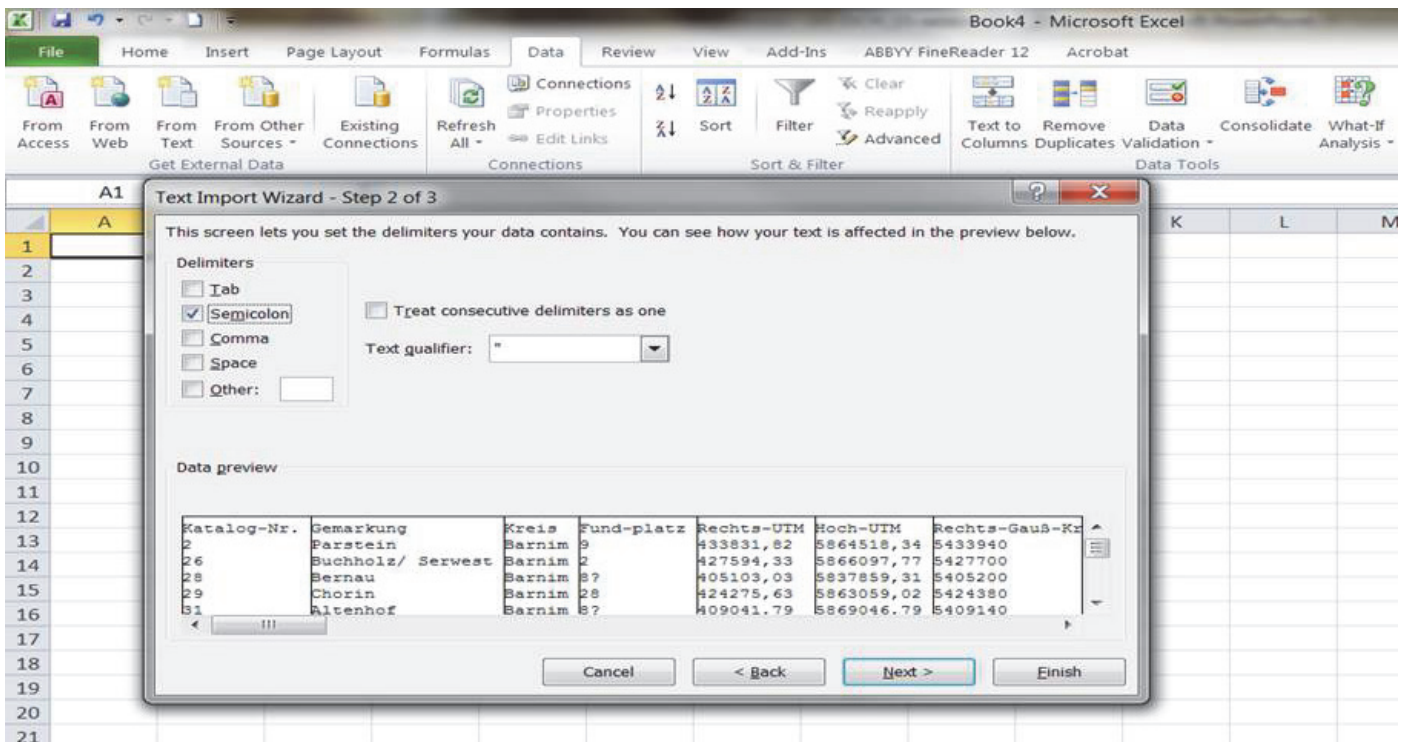 Book4 - Microsoft Excel
File Home Insert Page Layout Formulas Data Review View Add-Ins ABBYY FineReader 12 Acrobat
From Access
From Web
From Text
From Other Sources
Existing Connections
Get External Data
Refresh All
Connections
Properties
Edit Links
Connections
Sort
Filter
Clear
Reapply
Advanced
Sort & Filter
Text to Columns
Remove Duplicates
Data Validation
Consolidate
What-If Analysis
Data Tools
A1
A K L M
1
2
3
4
5
6
7
8
9
10
11
12
13
14
15
16
17
18
19
20
21
Text Import Wizard - Step 2 of 3
This screen lets you set the delimiters your data contains. You can see how your text is affected in the preview below.
Delimiters
Tab
Semicolon
Comma
Space
Other:
Treat consecutive delimiters as one
Text qualifier: "
Data preview
Katalog-Nr. Gemarkung Kreis Fund-platz Rechts-UTM Hoch-UTM Rechts-Gauß-Kr
2 Parstein Barnim 9 433831,82 5864518,34 5433940
26 Buchholz/ Serwest Barnim 2 427594,33 5866097,77 5427700
28 Bernau Barnim 8? 405103,03 5837859,31 5405200
29 Chorin Barnim 28 424275,63 5863059,02 5424380
31 Altenhof Barnim 8? 409041.79 5869046.79 5409140
Cancel < Back Next > Finish